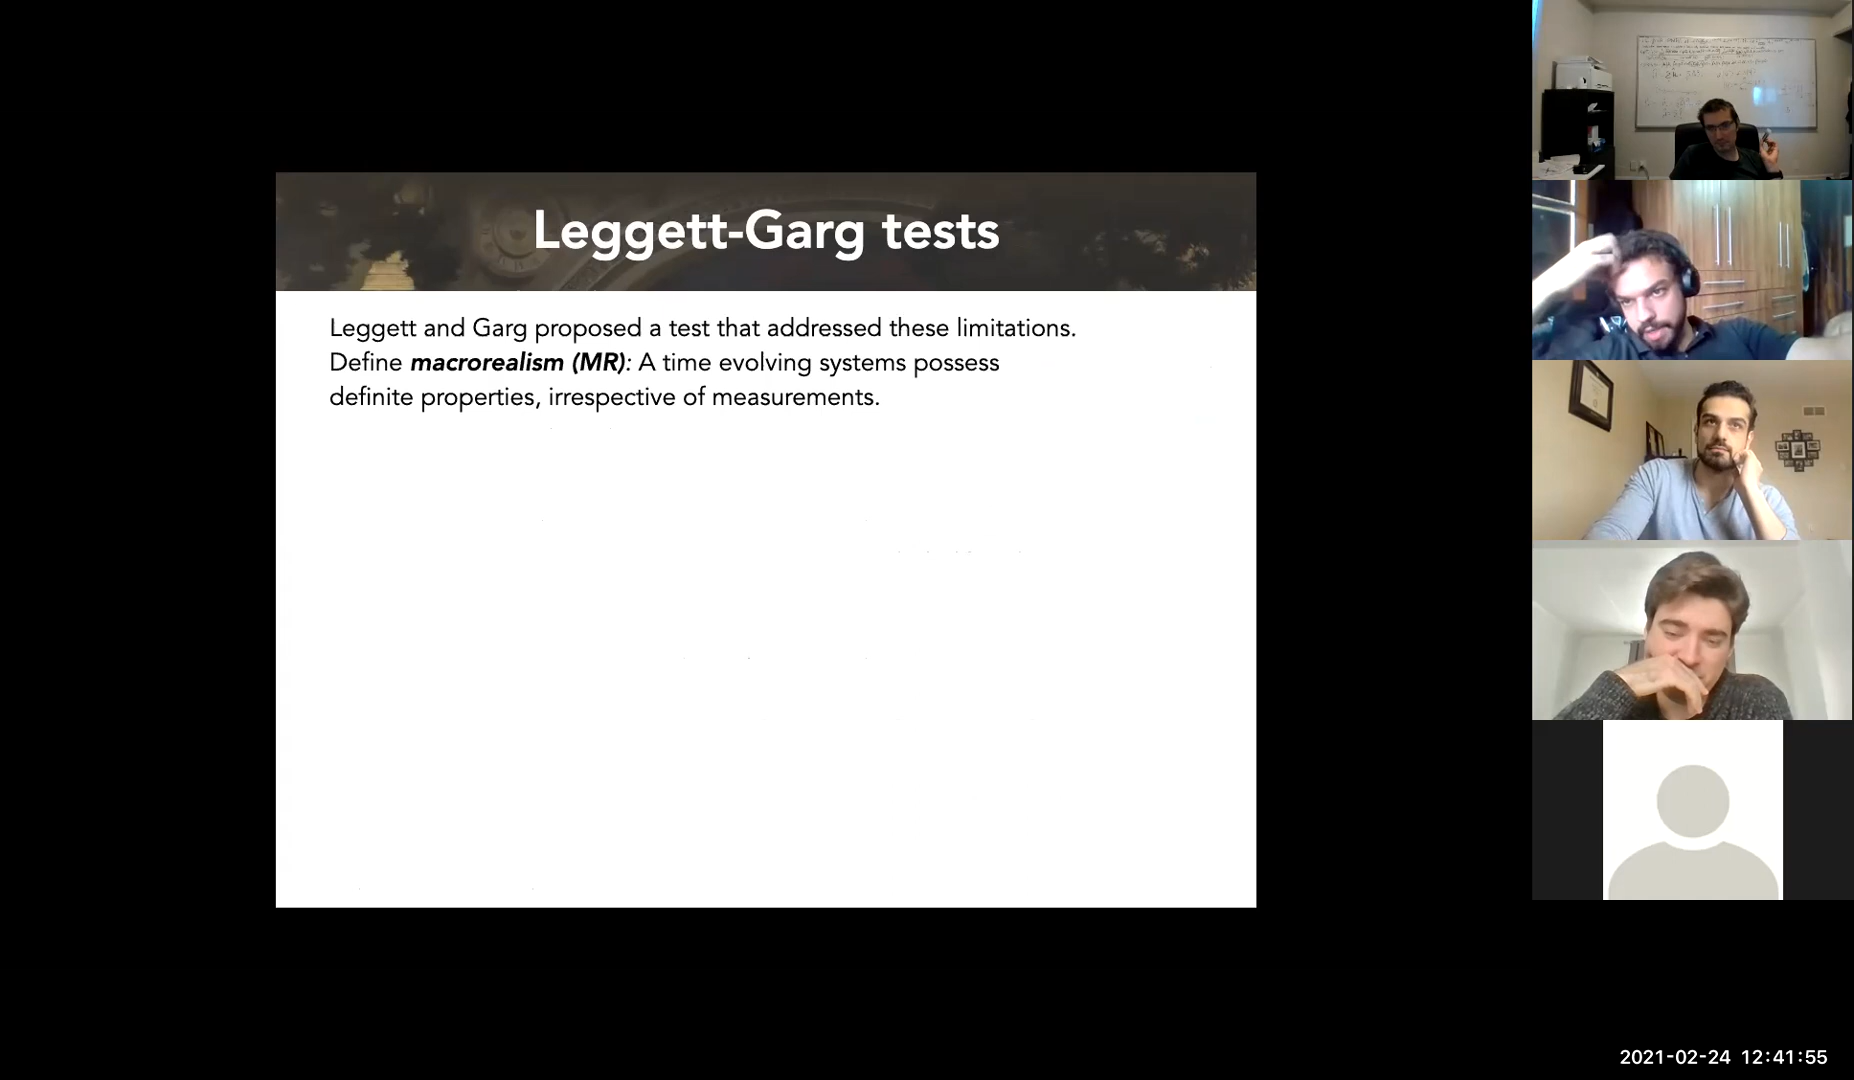 Leggett-Garg tests
Leggett and Garg proposed a test that addressed these limitations.
Define macrorealism (MR): A time evolving systems possess
definite properties, irrespective of measurements.
2021-02-24 12:41:55